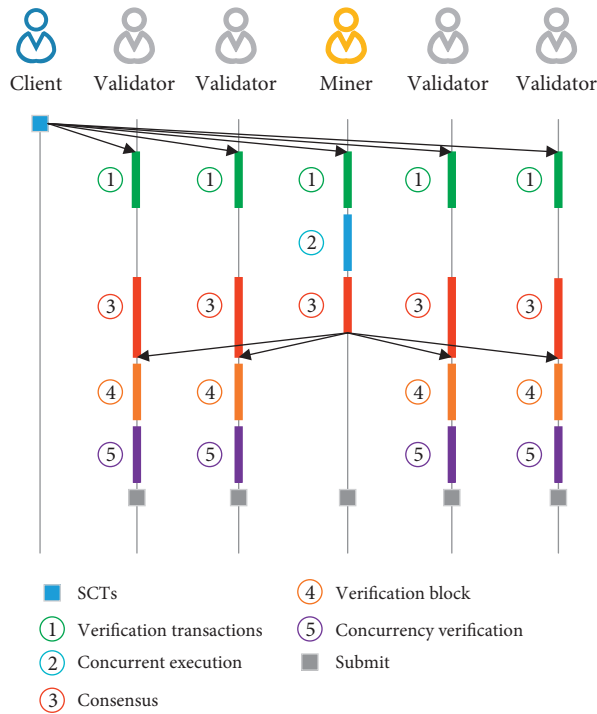 Client Validator Validator Miner Validator Validator
① ① ① ① ①
②
③ ③ ③ ③ ③
④ ④ ④ ④
⑤ ⑤ ⑤ ⑤
SCTs
① Verification transactions
② Concurrent execution
③ Consensus
④ Verification block
⑤ Concurrency verification
Submit